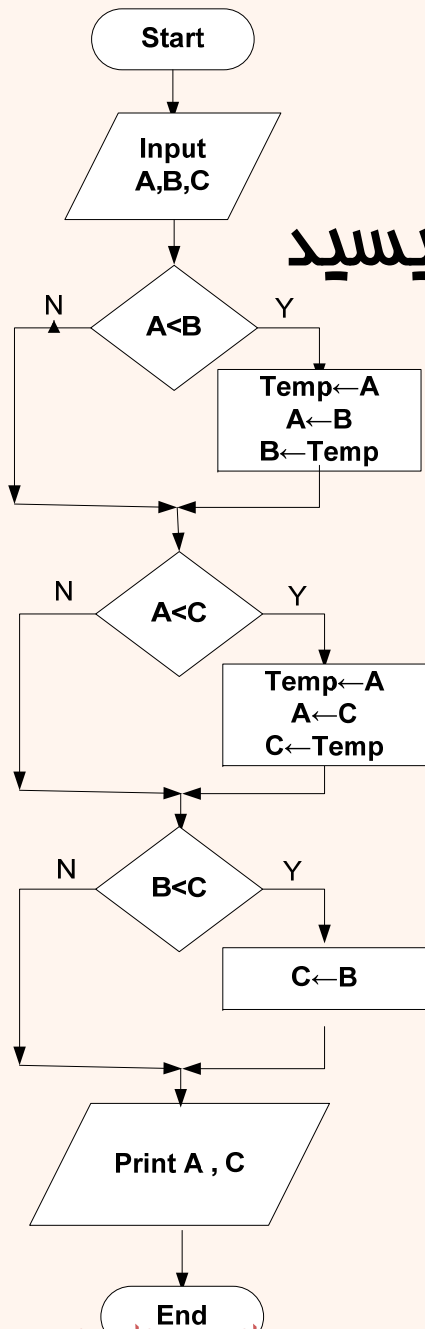 Start
Input
A,B,C
N
A<B
Y
Temp←A
A←B
B←Temp
N
A<C
Y
Temp←A
A←C
C←Temp
N
B<C
Y
C←B
Print A , C
End